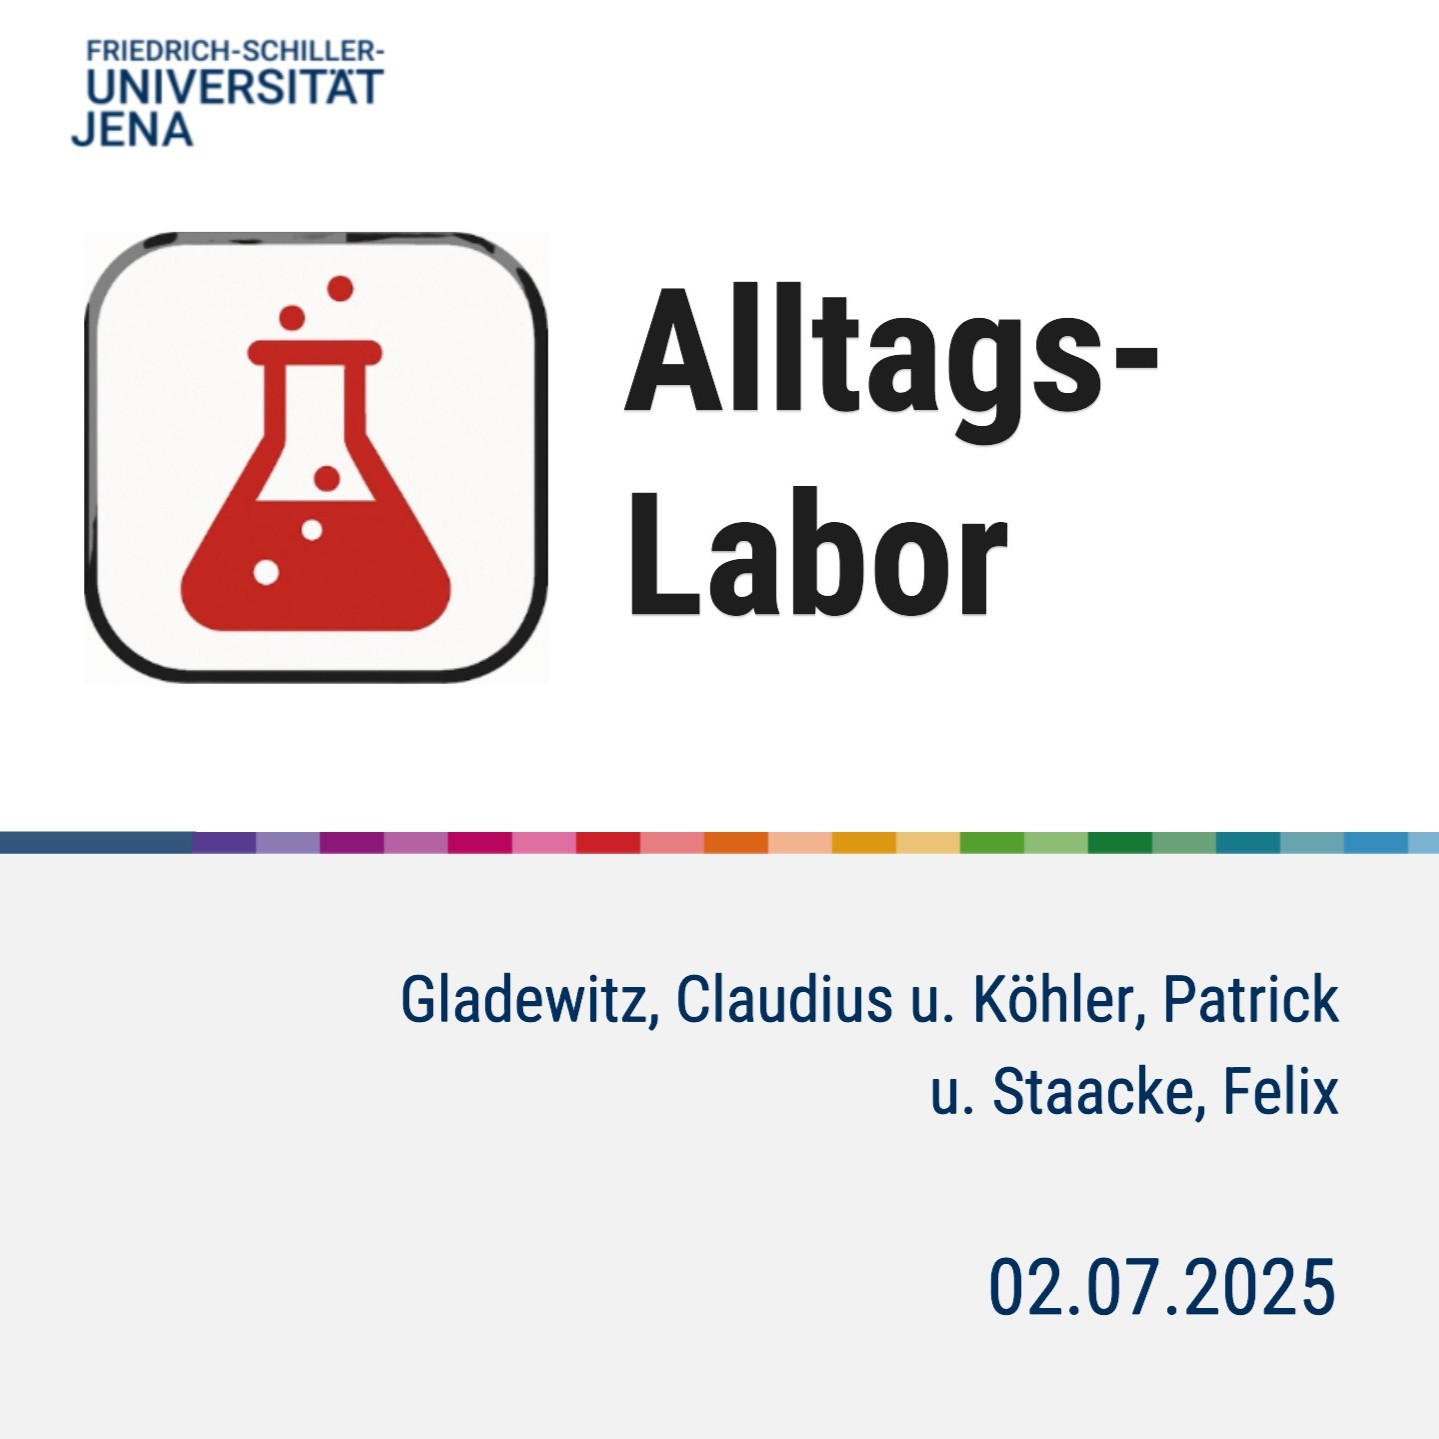 FRIEDRICH-SCHILLER-
UNIVERSITÄT
JENA
Alltags-
Labor
Gladewitz, Claudius u. Köhler, Patrick
u. Staacke, Felix
02.07.2025